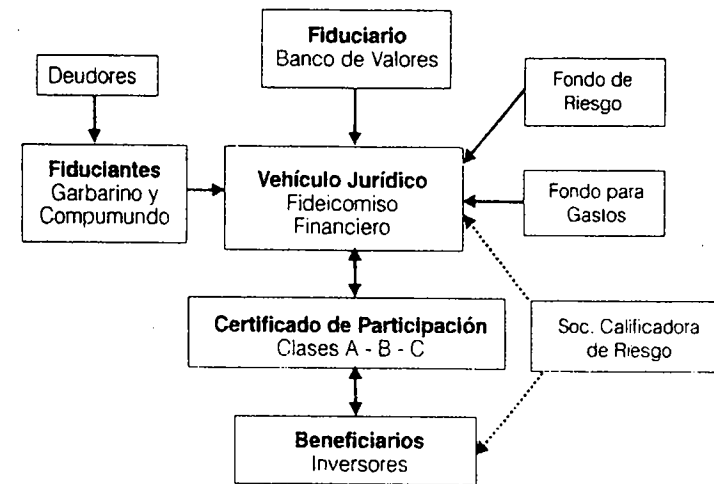 Fiduciario
Banco de Valores
Deudores
Fondo de
Riesgo
Fiduciantes
Garbarino y
Compumundo
Vehículo Jurídico
Fideicomiso
Financiero
Fondo para
Gastos
Certificado de Participación
Clases A - B - C
Soc. Calificadora
de Riesgo
Beneficiarios
Inversores